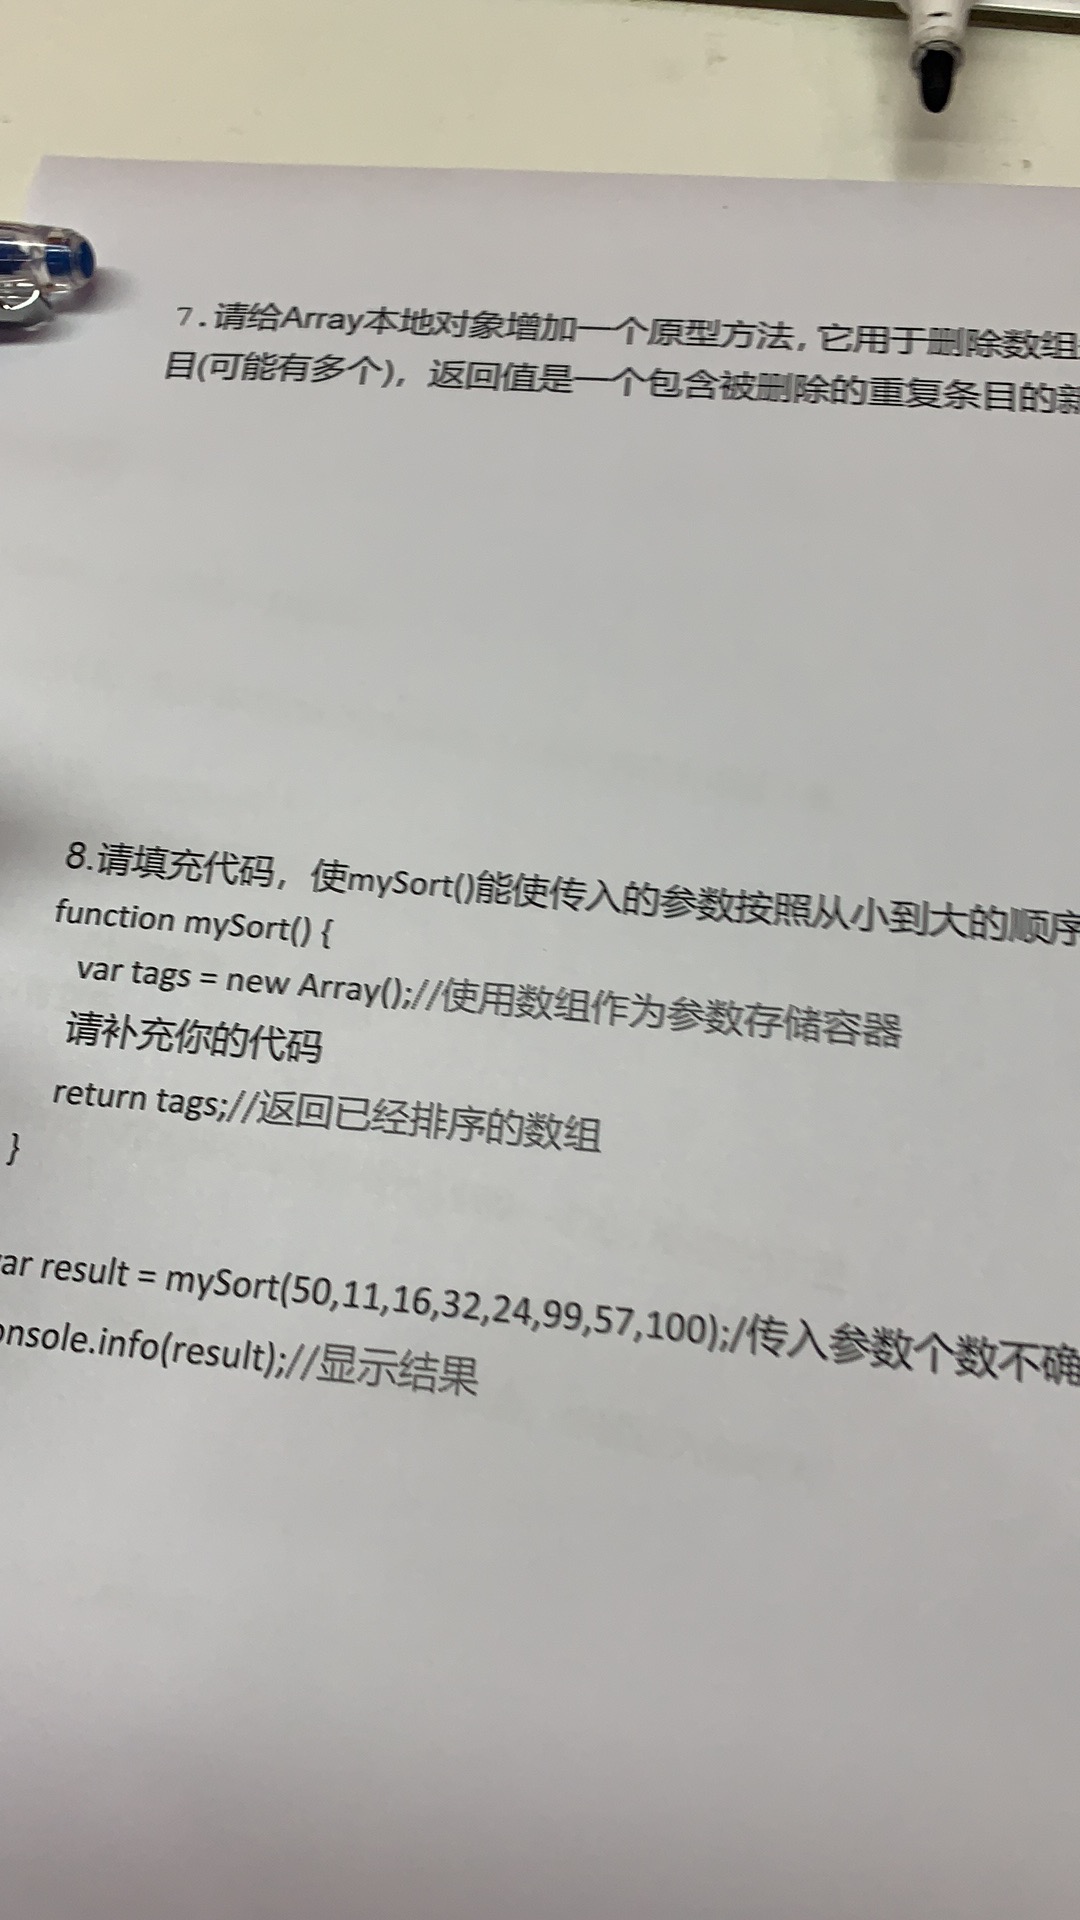 7.请给Array本地对象增加一个原型方法,它用于删除数组
目(可能有多个)，返回值是一个包含被删除的重复条目的新
8.请填充代码，使mySort()能使传入的参数按照从小到大的顺序
function mySort() {
var tags = new Array();//使用数组作为参数存储容器
请补充你的代码
return tags;//返回已经排序的数组
}
var result = mySort(50,11,16,32,24,99,57,100);/传入参数个数不确
onsole.info(result);//显示结果